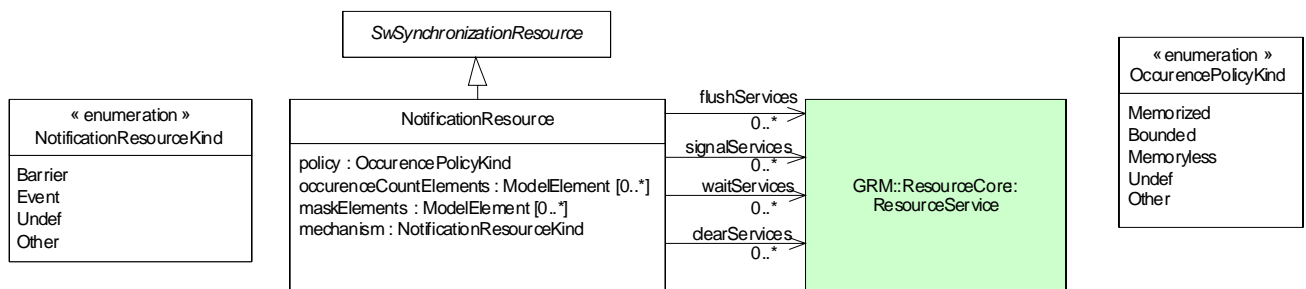 SwSynchronizationResource
« enumeration »
NotificationResourceKind
Barrier
Event
Undef
Other
NotificationResource
policy : OccurencePolicyKind
occurenceCountElements : ModelElement [0..*]
maskElements : ModelElement [0..*]
mechanism : NotificationResourceKind
flushServices
0..*
signalServices
0..*
waitServices
0..*
clearServices
0..*
GRM::ResourceCore:
ResourceService
« enumeration »
OccurencePolicyKind
Memorized
Bounded
Memoryless
Undef
Other